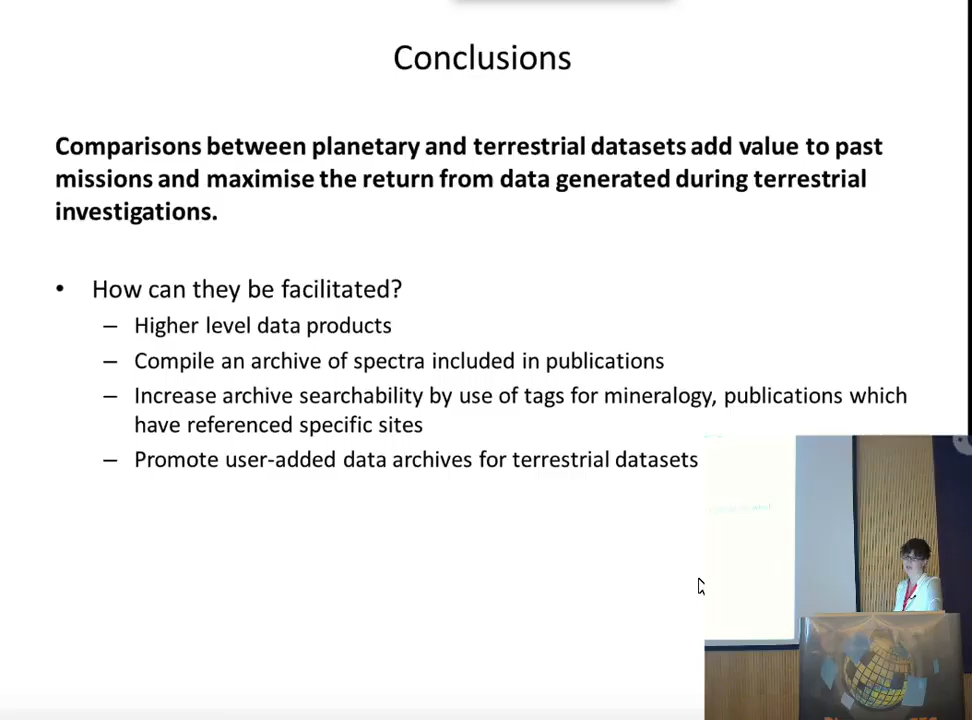 Conclusions
Comparisons between planetary and terrestrial datasets add value to past
missions and maximise the return from data generated during terrestrial
investigations.
• How can they be facilitated?
– Higher level data products
– Compile an archive of spectra included in publications
– Increase archive searchability by use of tags for mineralogy, publications which
have referenced specific sites
– Promote user-added data archives for terrestrial datasets